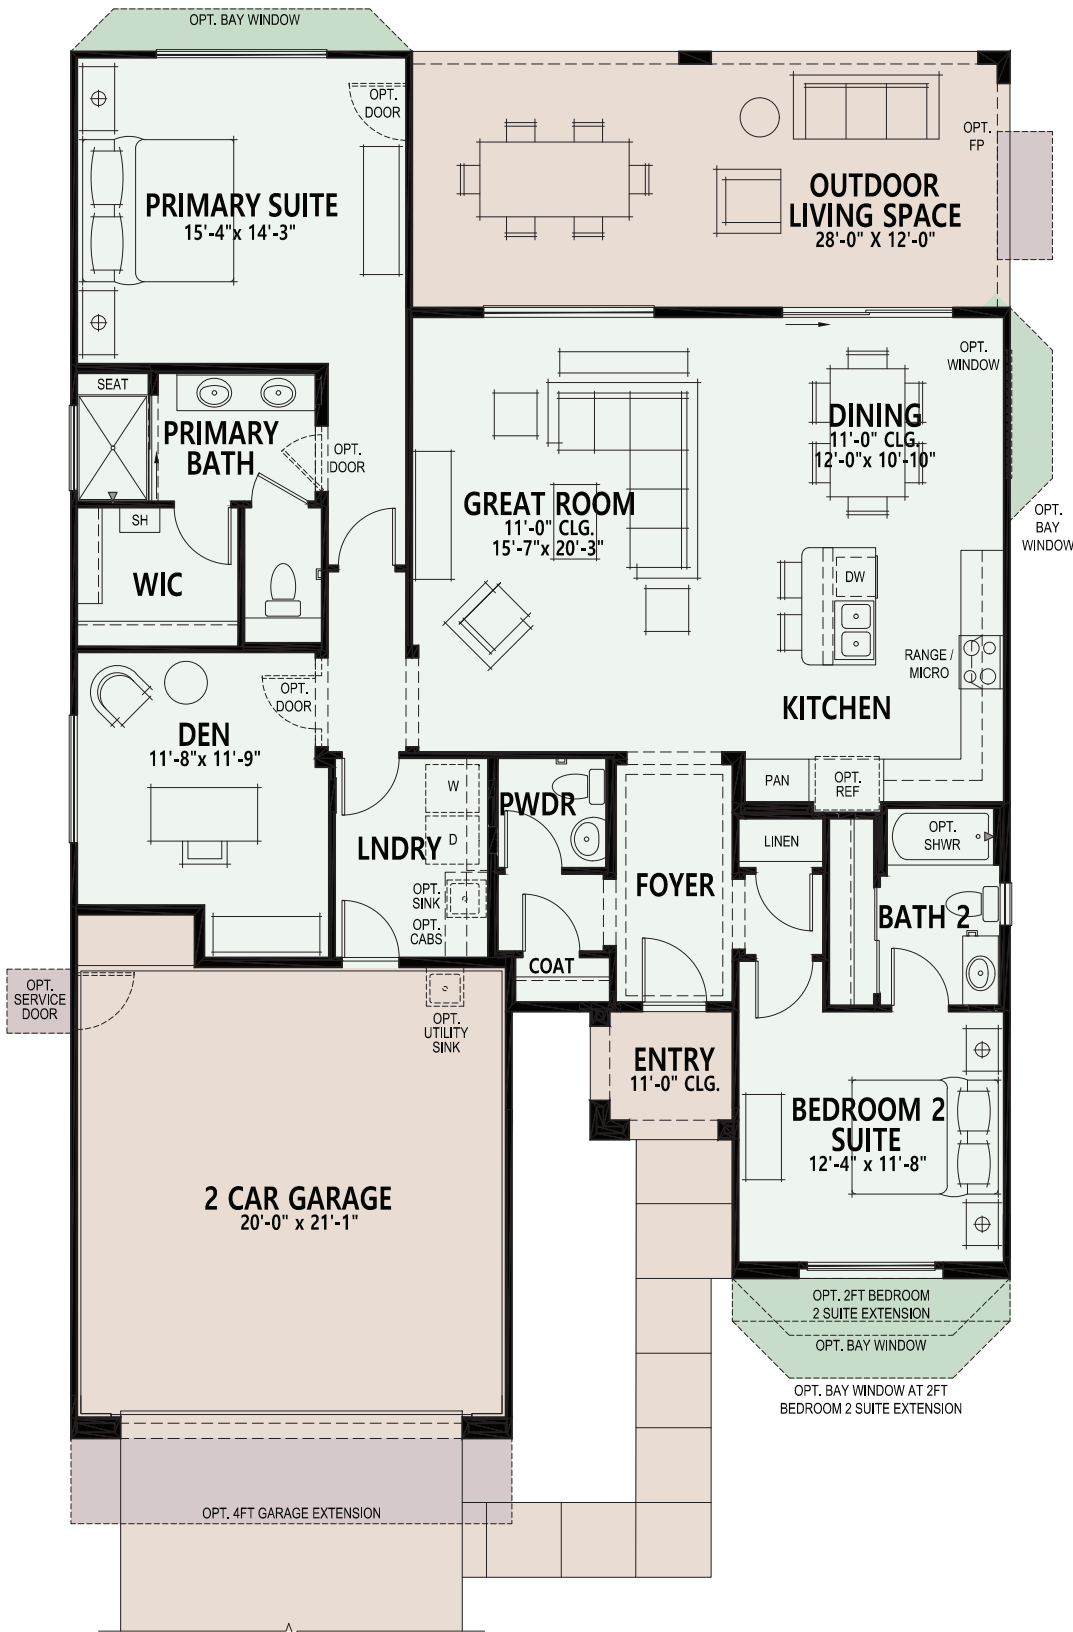 OPT. BAY WINDOW
OPT.
DOOR
PRIMARY SUITE
15'-4"x 14'-3"
OPT.
FP
OUTDOOR
LIVING SPACE
28'-0" X 12'-0"
OPT.
WINDOW
SEAT
PRIMARY
BATH
OPT.
DOOR
DINING
11'-0" CLG.
12'-0"x 10'-10"
GREAT ROOM
11'-0" CLG.
15'-7"x 20'-3"
OPT.
BAY
WINDOW
SH
WIC
DW
RANGE /
MICRO
KITCHEN
OPT.
DOOR
DEN
11'-8"x 11'-9"
W
D
LNDRY
OPT.
SINK
OPT.
CABS
PWDR
PAN
OPT.
REF
LINEN
OPT.
SHWR
FOYER
BATH 2
COAT
OPT.
SERVICE
DOOR
OPT.
UTILITY
SINK
ENTRY
11'-0" CLG.
BEDROOM 2
SUITE
12'-4" x 11'-8"
2 CAR GARAGE
20'-0" x 21'-1"
OPT. 2FT BEDROOM
2 SUITE EXTENSION
OPT. BAY WINDOW
OPT. BAY WINDOW AT 2FT
BEDROOM 2 SUITE EXTENSION
OPT. 4FT GARAGE EXTENSION